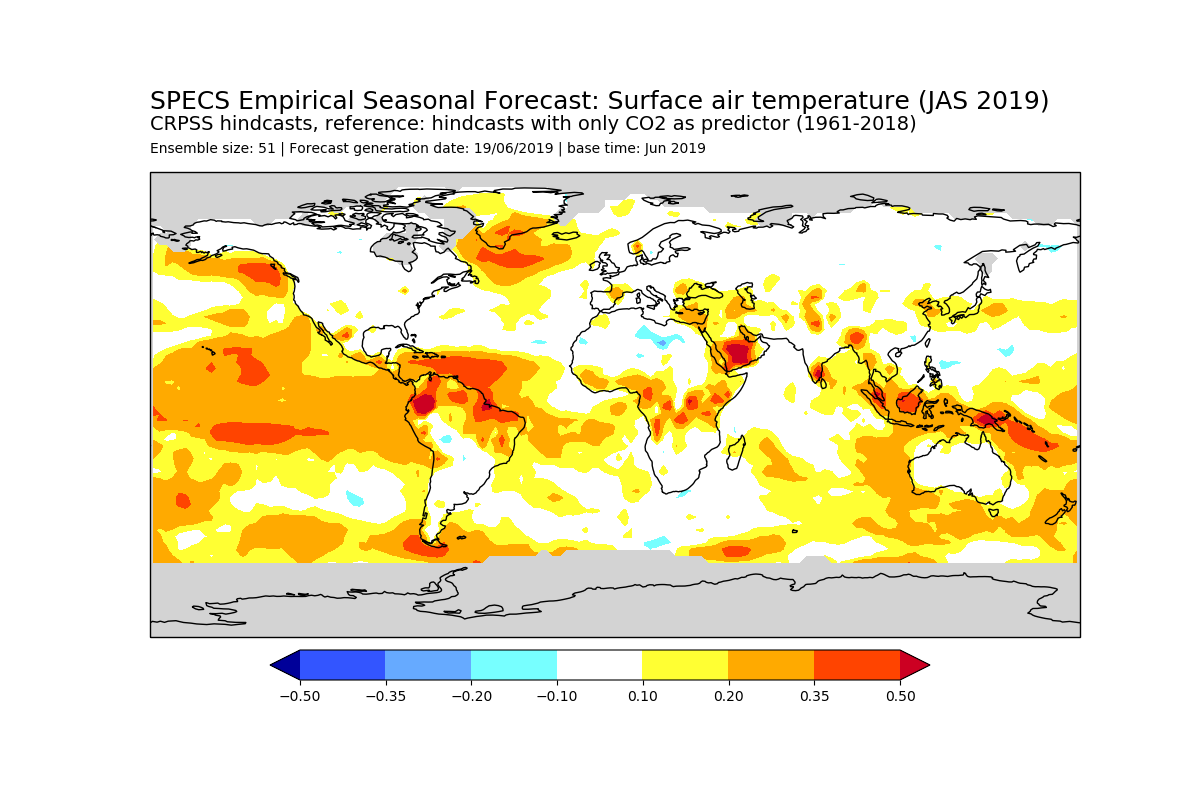 SPECS Empirical Seasonal Forecast: Surface air temperature (JAS 2019)
CRPSS hindcasts, reference: hindcasts with only CO2 as predictor (1961-2018)
Ensemble size: 51 | Forecast generation date: 19/06/2019 | base time: Jun 2019
−0.50 −0.35 −0.20 −0.10 0.10 0.20 0.35 0.50